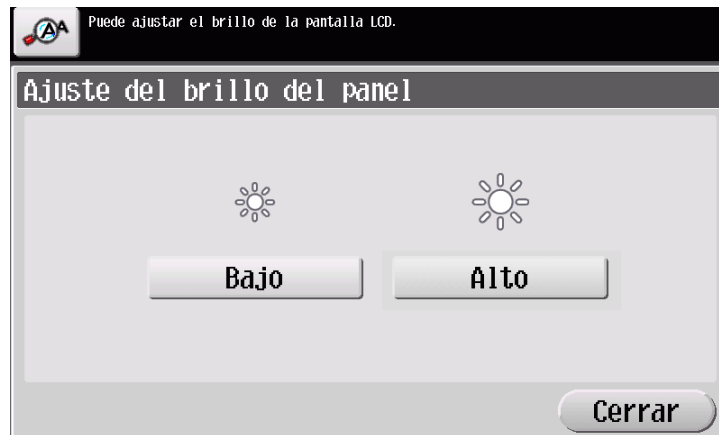 Puede ajustar el brillo de la pantalla LCD.
Ajuste del brillo del panel
Bajo
Alto
Cerrar